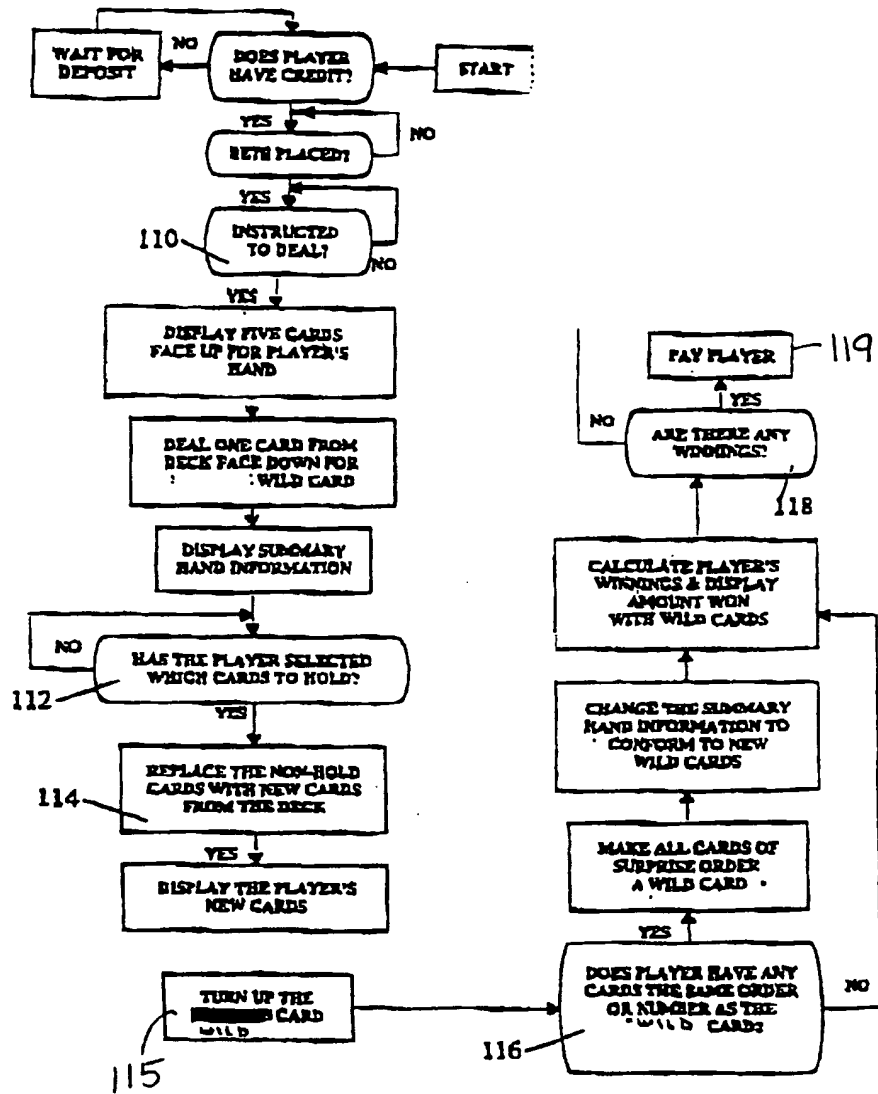 WAIT FOR
DEPOSIT
NO
DOES PLAYER
HAVE CREDIT?
START
YES
NO
BETS PLACED?
YES
110
INSTRUCTED
TO DEAL?
NO
YES
DISPLAY FIVE CARDS
FACE UP FOR PLAYER'S
HAND
DEAL ONE CARD FROM
DECK FACE DOWN FOR
WILD CARD
DISPLAY SUMMARY
HAND INFORMATION
NO
112
HAS THE PLAYER SELECTED
WHICH CARDS TO HOLD?
YES
114
REPLACE THE NON-HOLD
CARDS WITH NEW CARDS
FROM THE DECK
YES
DISPLAY THE PLAYER'S
NEW CARDS
TURN UP THE
CARD
WILD
115
PAY PLAYER
119
YES
NO
ARE THERE ANY
WINNINGS?
118
CALCULATE PLAYER'S
WINNINGS & DISPLAY
AMOUNT WON
WITH WILD CARDS
CHANGE THE SUMMARY
HAND INFORMATION TO
CONFORM TO NEW
WILD CARDS
MAKE ALL CARDS OF
SURPRISE ORDER
A WILD CARD
YES
DOES PLAYER HAVE ANY
CARDS THE SAME ORDER
OR NUMBER AS THE
WILD CARD?
NO
116